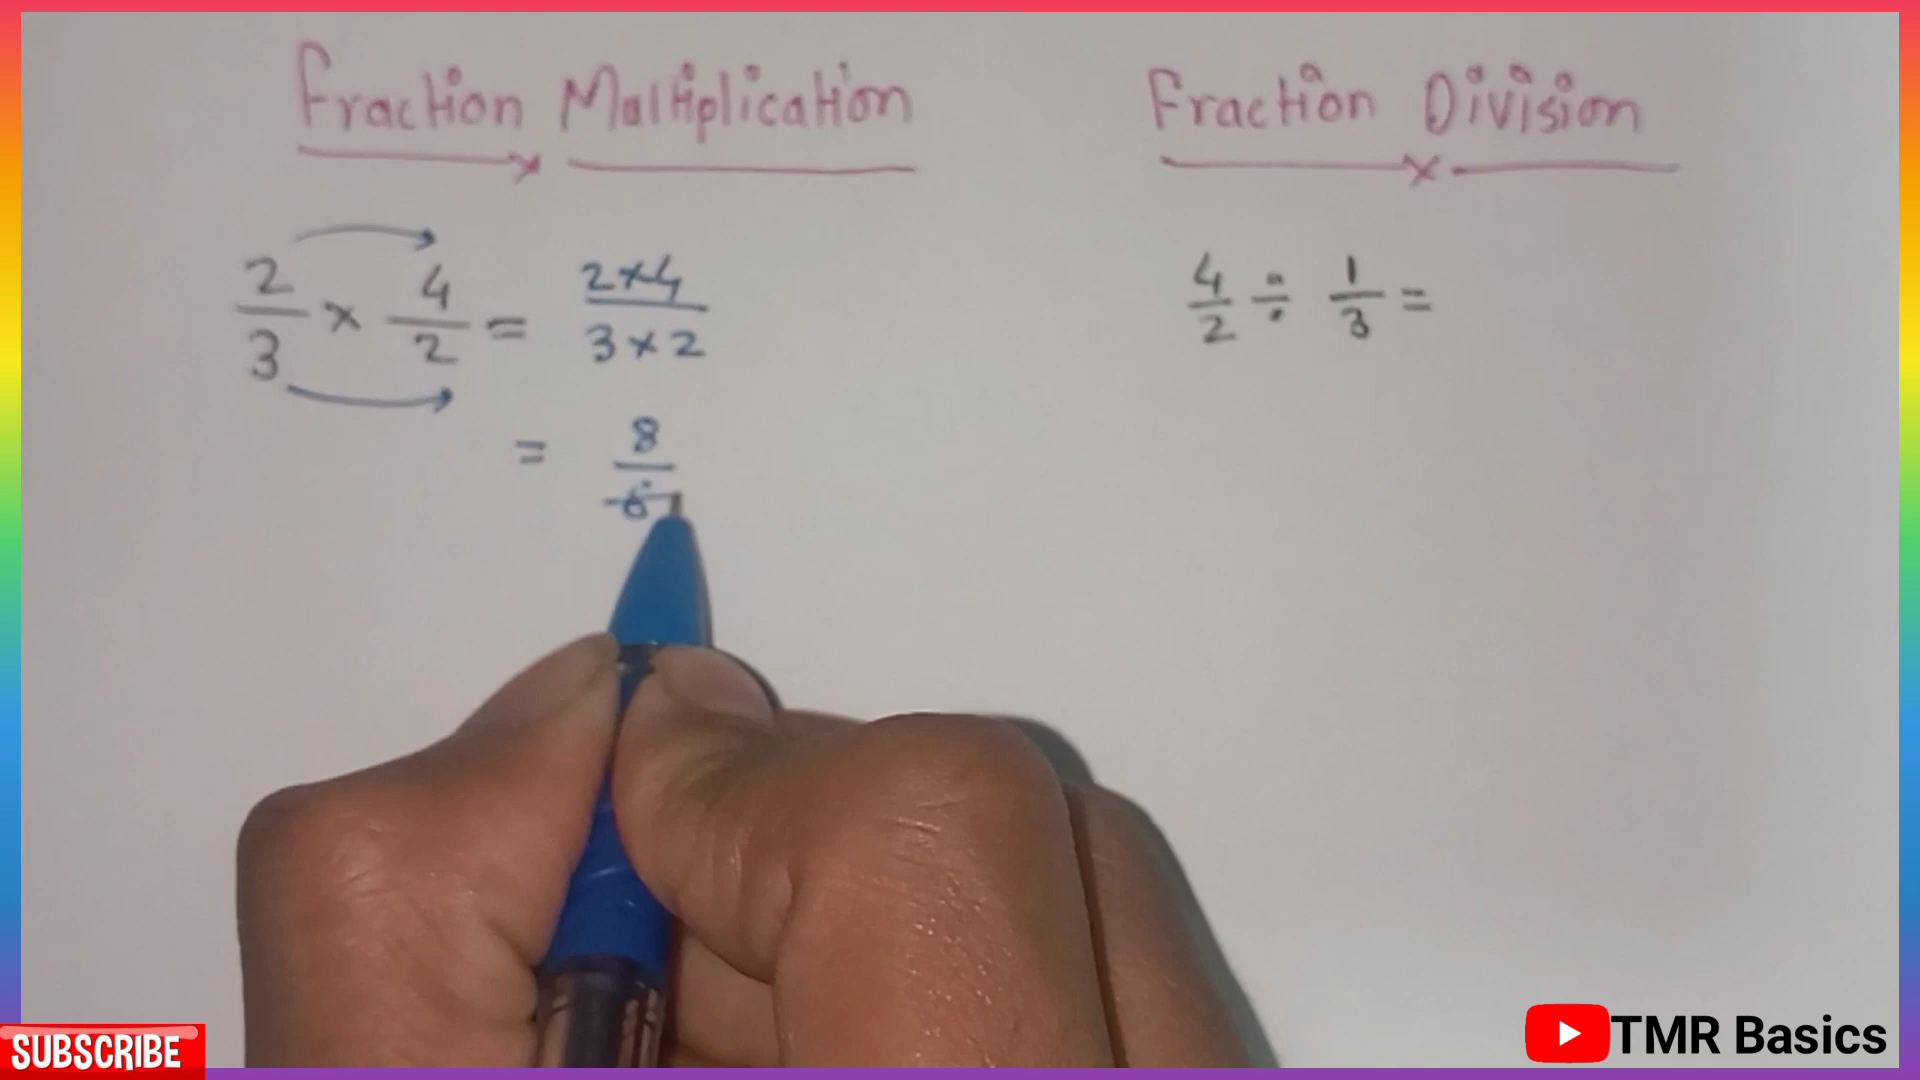 Fraction Maltiplication
2/3 × 4/2 = 2×4/3×2
= 8/6
Fraction Division
4/2 ÷ 1/3 =
SUBSCRIBE
TMR Basics